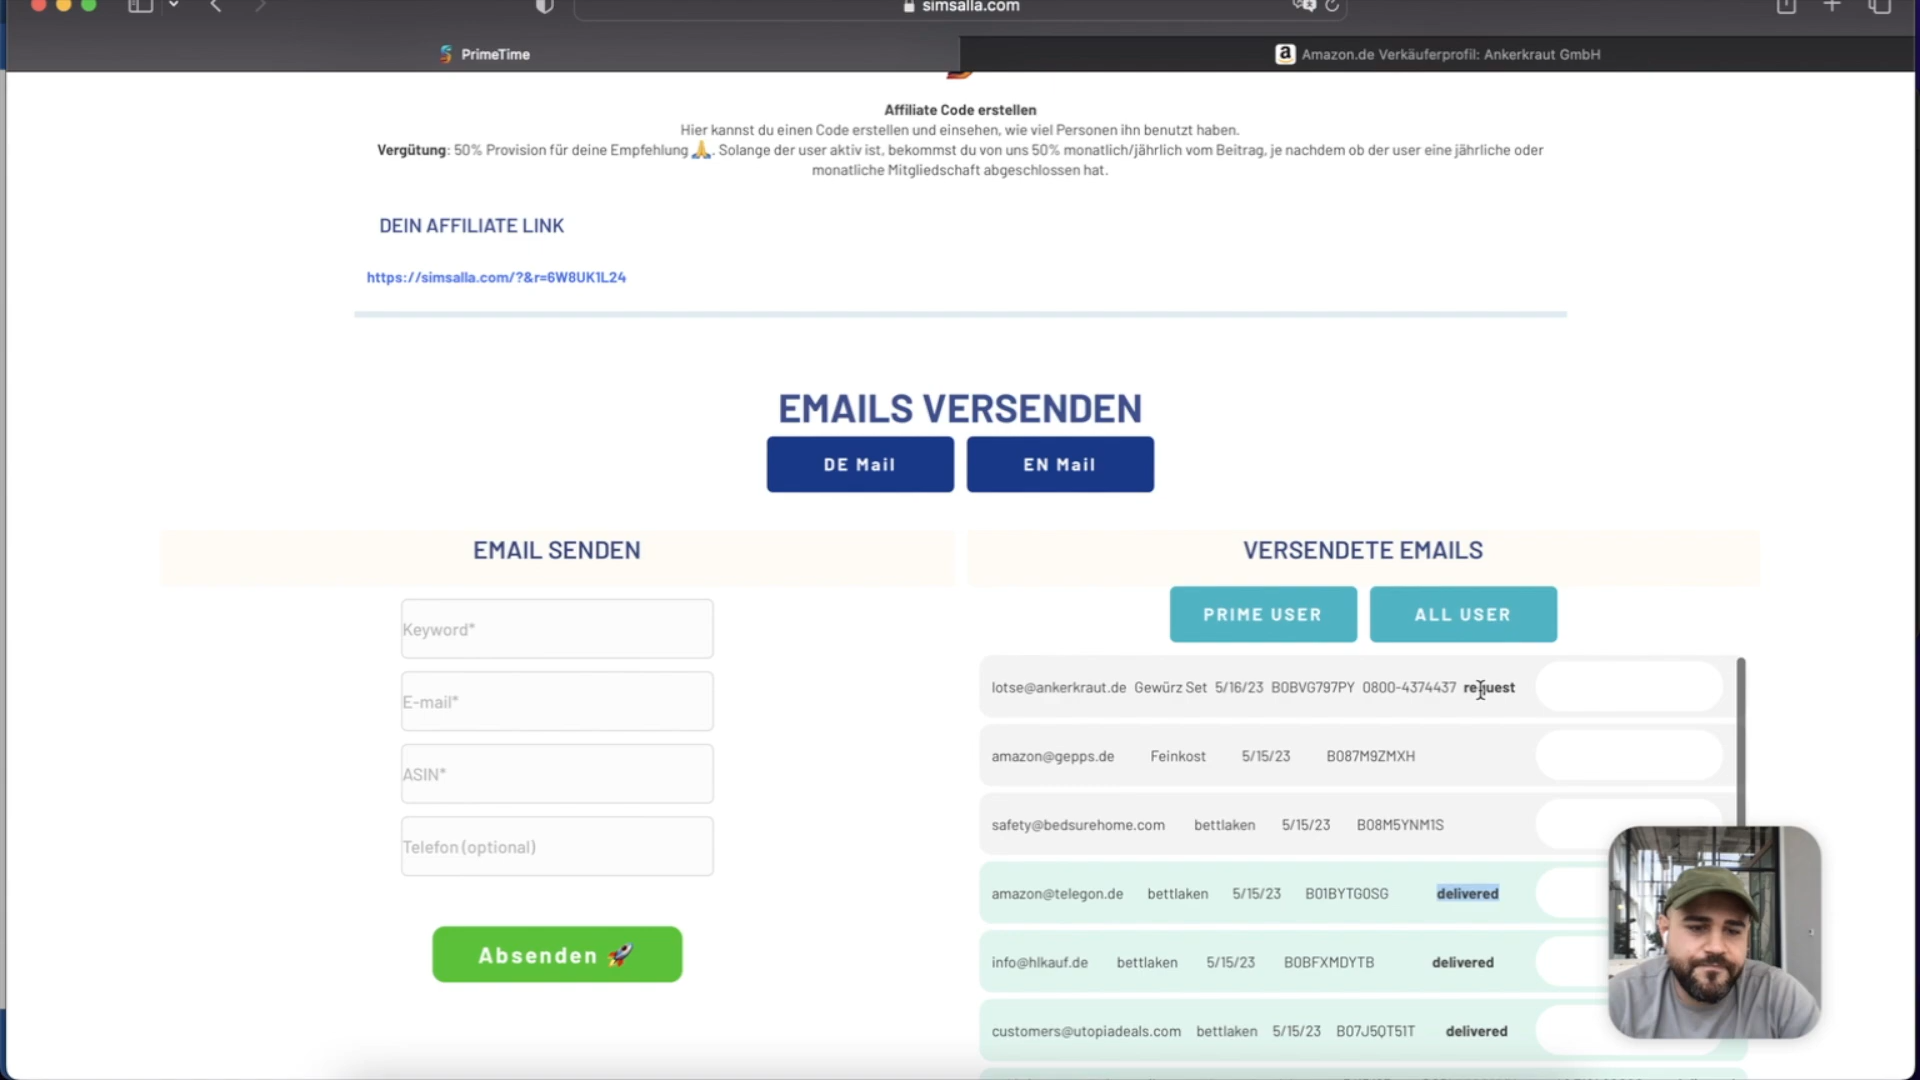 simsalla.com
PrimeTime
Amazon.de Verkäuferprofil: Ankerkraut GmbH
Affiliate Code erstellen
Hier kannst du einen Code erstellen und einsehen, wie viel Personen ihn benutzt haben.
Vergütung: 50% Provision für deine Empfehlung 🙏. Solange der user aktiv ist, bekommst du von uns 50% monatlich/jährlich vom Beitrag, je nachdem ob der user eine jährliche oder
monatliche Mitgliedschaft abgeschlossen hat.
DEIN AFFILIATE LINK
https://simsalla.com/?&r=6W8UK1L24
EMAILS VERSENDEN
DE Mail
EN Mail
EMAIL SENDEN
Keyword*
E-mail*
ASIN*
Telefon (optional)
Absenden 🚀
VERSENDETE EMAILS
PRIME USER
ALL USER
lotse@ankerkraut.de Gewürz Set 5/16/23 B0BVG797PY 0800-4374437 request
amazon@gepps.de Feinkost 5/15/23 B087M9ZMXH
safety@bedsurehome.com bettlaken 5/15/23 B08M5YNM1S
amazon@telegon.de bettlaken 5/15/23 B01BYTG0SG delivered
info@hlkauf.de bettlaken 5/15/23 B0BFXMDYTB delivered
customers@utopiadeals.com bettlaken 5/15/23 B07J5QT51T delivered